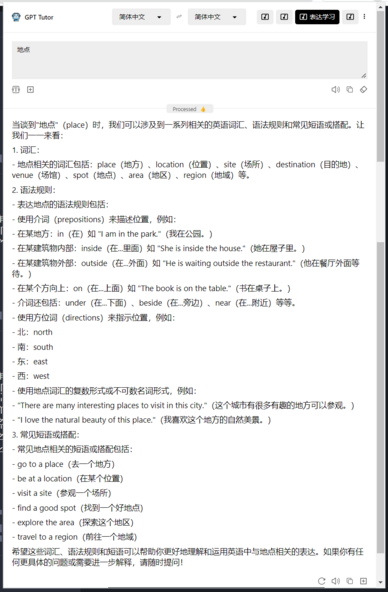 GPT Tutor
简体中文
简体中文
表达学习
地点
Processed
当谈到"地点"（place）时，我们可以涉及到一系列相关的英语词汇、语法规则和常见短语或搭配。让
我们一一来看：
1. 词汇：
- 地点相关的词汇包括：place（地方）、location（位置）、site（场所）、destination（目的地）、
venue（场馆）、spot（地点）、area（地区）、region（地域）等。
2. 语法规则：
- 表达地点的语法规则包括：
- 使用介词（prepositions）来描述位置，例如：
- 在某地方：in（在）如 "I am in the park."（我在公园。）
- 在某建筑物内部：inside（在...里面）如 "She is inside the house."（她在屋子里。）
- 在某建筑物外部：outside（在...外面）如 "He is waiting outside the restaurant."（他在餐厅外面等
待。）
- 在某个方向上：on（在...上面）如 "The book is on the table."（书在桌子上。）
- 介词还包括：under（在...下面）、beside（在...旁边）、near（在...附近）等等。
- 使用方位词（directions）来指示位置，例如：
- 北：north
- 南：south
- 东：east
- 西：west
- 使用地点词汇的复数形式或不可数名词形式，例如：
- "There are many interesting places to visit in this city."（这个城市有很多有趣的地方可以参观。）
- "I love the natural beauty of this place."（我喜欢这个地方的自然美景。）
3. 常见短语或搭配：
- 常见地点相关的短语或搭配包括：
- go to a place（去一个地方）
- be at a location（在某个位置）
- visit a site（参观一个场所）
- find a good spot（找到一个好地点）
- explore the area（探索这个地区）
- travel to a region（前往一个地域）
希望这些词汇、语法规则和短语可以帮助你更好地理解和运用英语中与地点相关的表达。如果你有任
何更具体的问题或需要进一步解释，请随时提问！